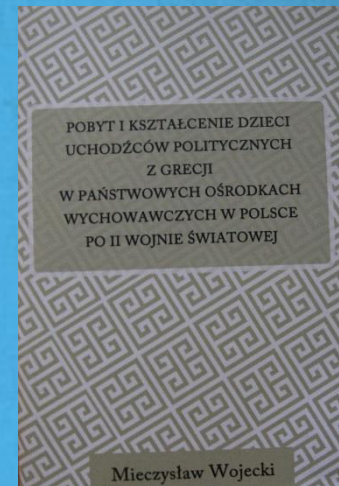 POBYT I KSZTAŁCENIE DZIECI
UCHODŹCÓW POLITYCZNYCH
Z GRECJI
W PAŃSTWOWYCH OŚRODKACH
WYCHOWAWCZYCH W POLSCE
PO II WOJNIE ŚWIATOWEJ
Mieczysław Wojecki